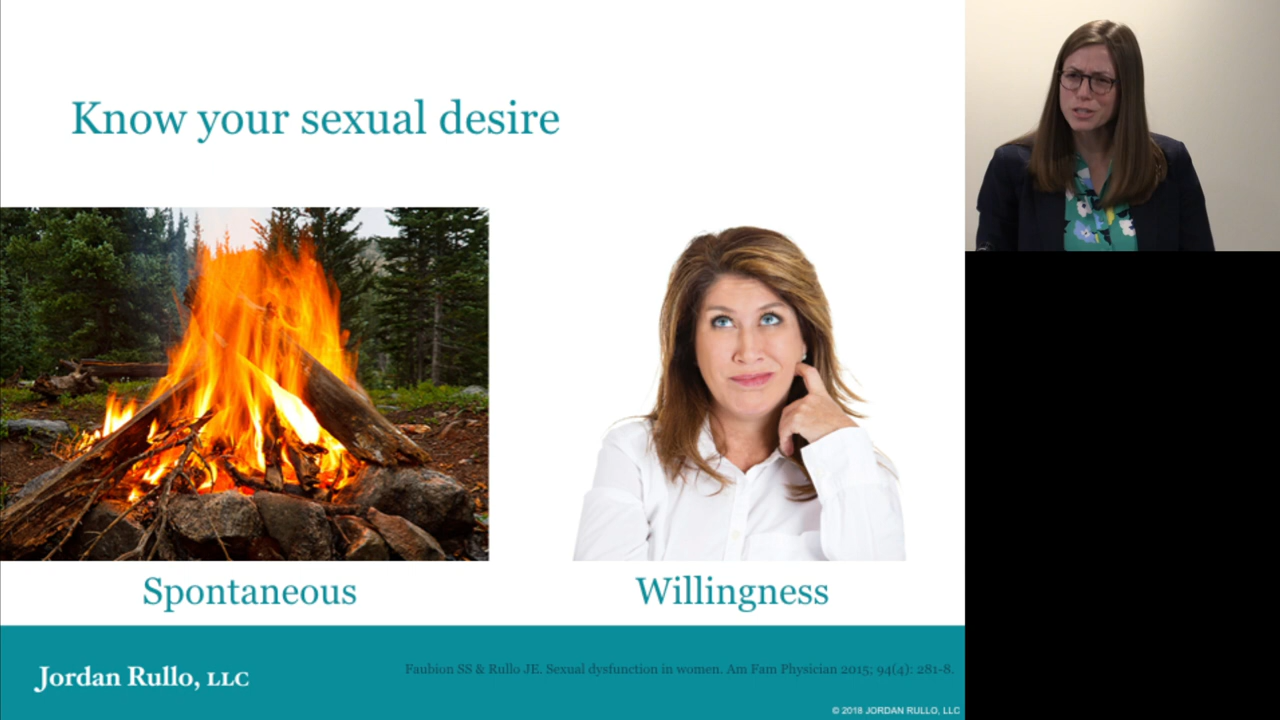 Know your sexual desire
Spontaneous
Willingness
Jordan Rullo, LLC
Faubion SS & Rullo JE. Sexual dysfunction in women. Am Fam Physician 2015; 94(4): 281-8.
© 2018 JORDAN RULLO, LLC